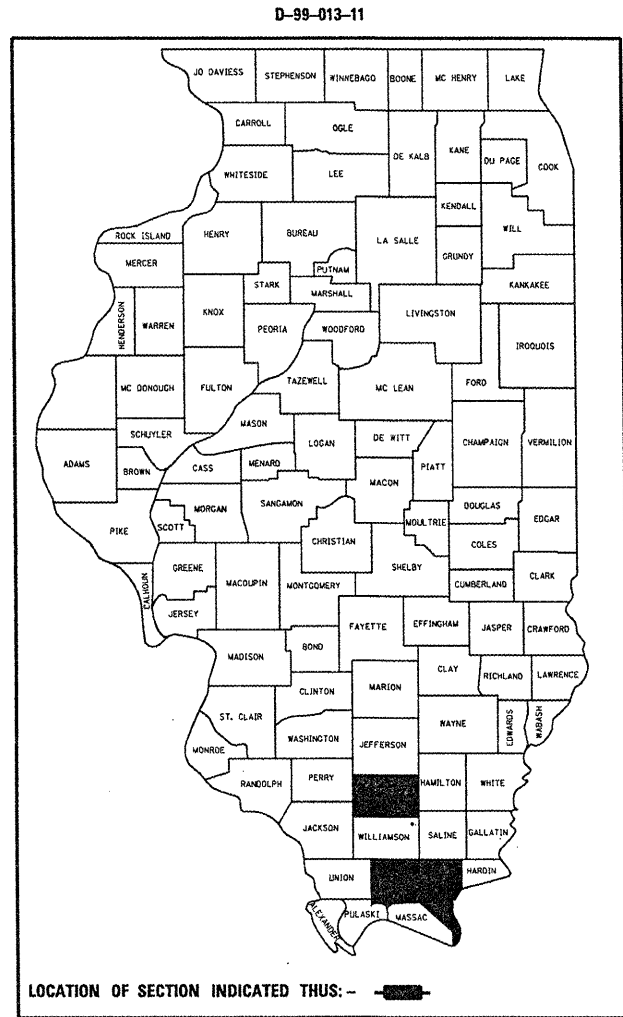 D-99-013-11
JO DAVIESS STEPHENSON WINNEBAGO BOONE MC HENRY LAKE
CARROLL OGLE
DE KALB KANE DU PAGE COOK
WHITESIDE LEE
KENDALL WILL
ROCK ISLAND HENRY BUREAU LA SALLE
MERCER PUTNAM GRUNDY
STARK MARSHALL KANKAKEE
HENDERSON WARREN KNOX PEORIA WOODFORD LIVINGSTON IROQUOIS
MC DONOUGH FULTON TAZEWELL MC LEAN FORD
MASON
SCHUYLER LOGAN DE WITT CHAMPAIGN VERMILION
ADAMS BROWN CASS MENARD PIATT
MACON
MORGAN SANGAMON DOUGLAS
PIKE SCOTT CHRISTIAN MOULTRIE EDGAR
COLES
GREENE MACOUPIN MONTGOMERY SHELBY
CALHOUN CUMBERLAND CLARK
JERSEY FAYETTE EFFINGHAM JASPER CRAWFORD
MADISON BOND
CLAY RICHLAND LAWRENCE
CLINTON MARION
ST. CLAIR WAYNE EDWARDS WABASH
MONROE WASHINGTON JEFFERSON
RANDOLPH PERRY HAMILTON WHITE
JACKSON WILLIAMSON SALINE GALLATIN
UNION HARDIN
ALEXANDER PULASKI MASSAC
LOCATION OF SECTION INDICATED THUS: -